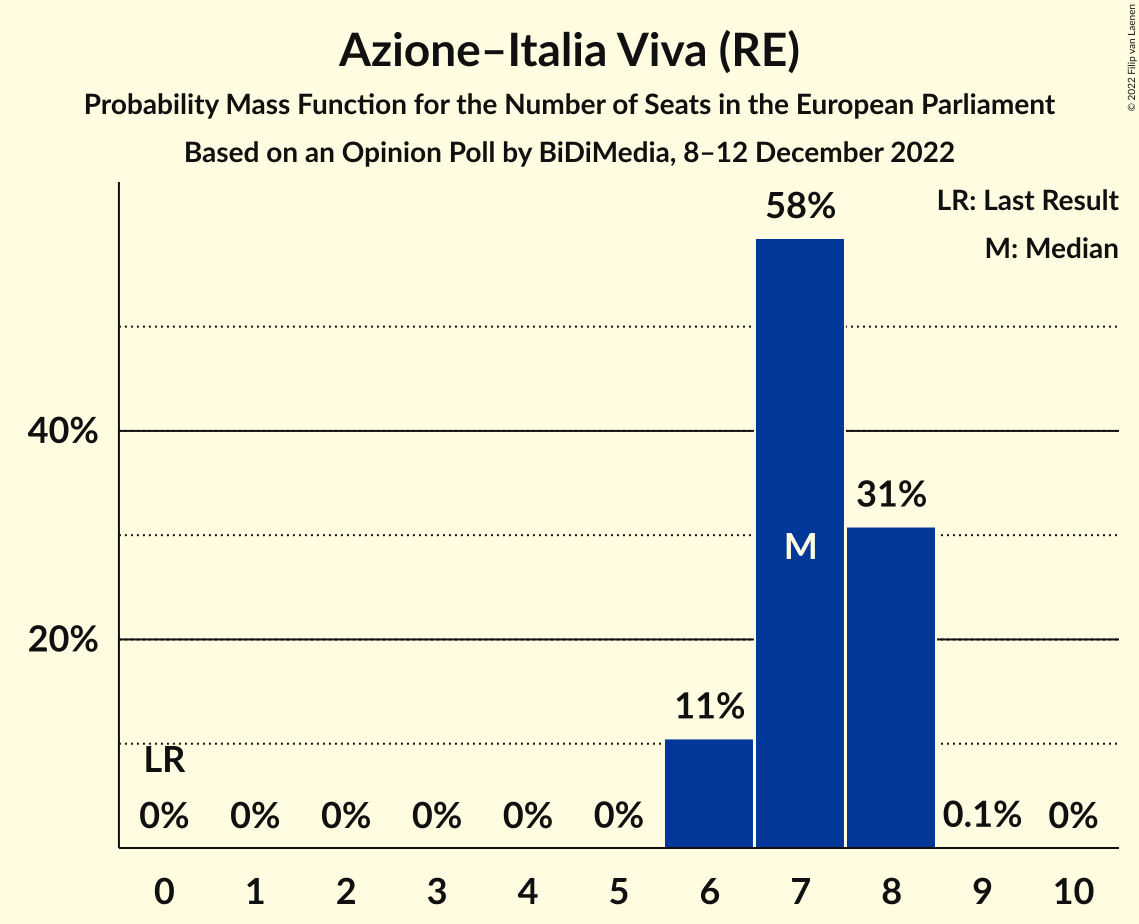 Azione–Italia Viva (RE)
Probability Mass Function for the Number of Seats in the European Parliament
Based on an Opinion Poll by BiDiMedia, 8–12 December 2022
© 2022 Filip van Laenen
LR: Last Result
M: Median
58%
40%
31%
M
20%
11%
LR
0% 0% 0% 0% 0% 0% 0.1% 0%
0 1 2 3 4 5 6 7 8 9 10